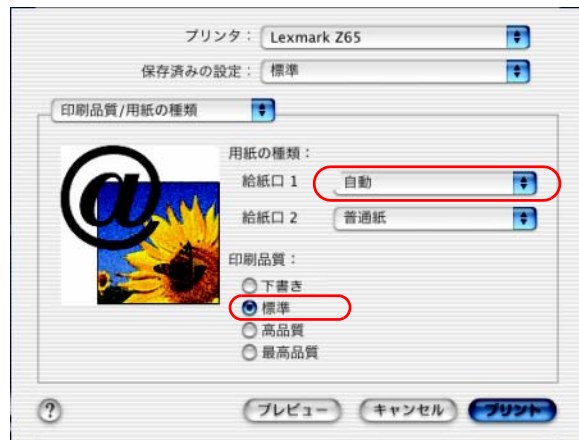 プリンタ： Lexmark Z65
保存済みの設定： 標準
印刷品質/用紙の種類
用紙の種類：
給紙口 1 自動
給紙口 2 普通紙
印刷品質：
下書き
標準
高品質
最高品質
@
? プレビュー キャンセル プリント